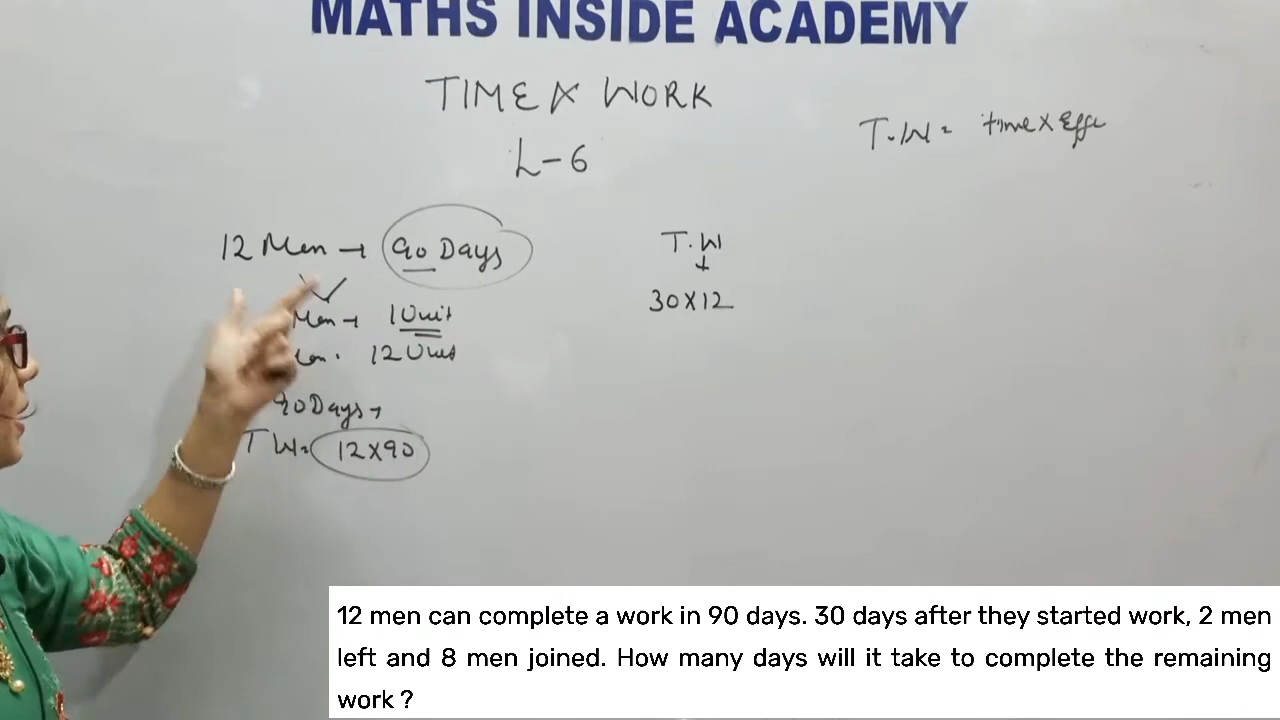 MATHS INSIDE ACADEMY
TIME & WORK
L-6
T.W = time x Effi
12 Men → 90 Days
Men → 1 Unit
12 Unit
90 Days →
T W = 12x90
T.W
↓
30x12
12 men can complete a work in 90 days. 30 days after they started work, 2 men
left and 8 men joined. How many days will it take to complete the remaining
work ?